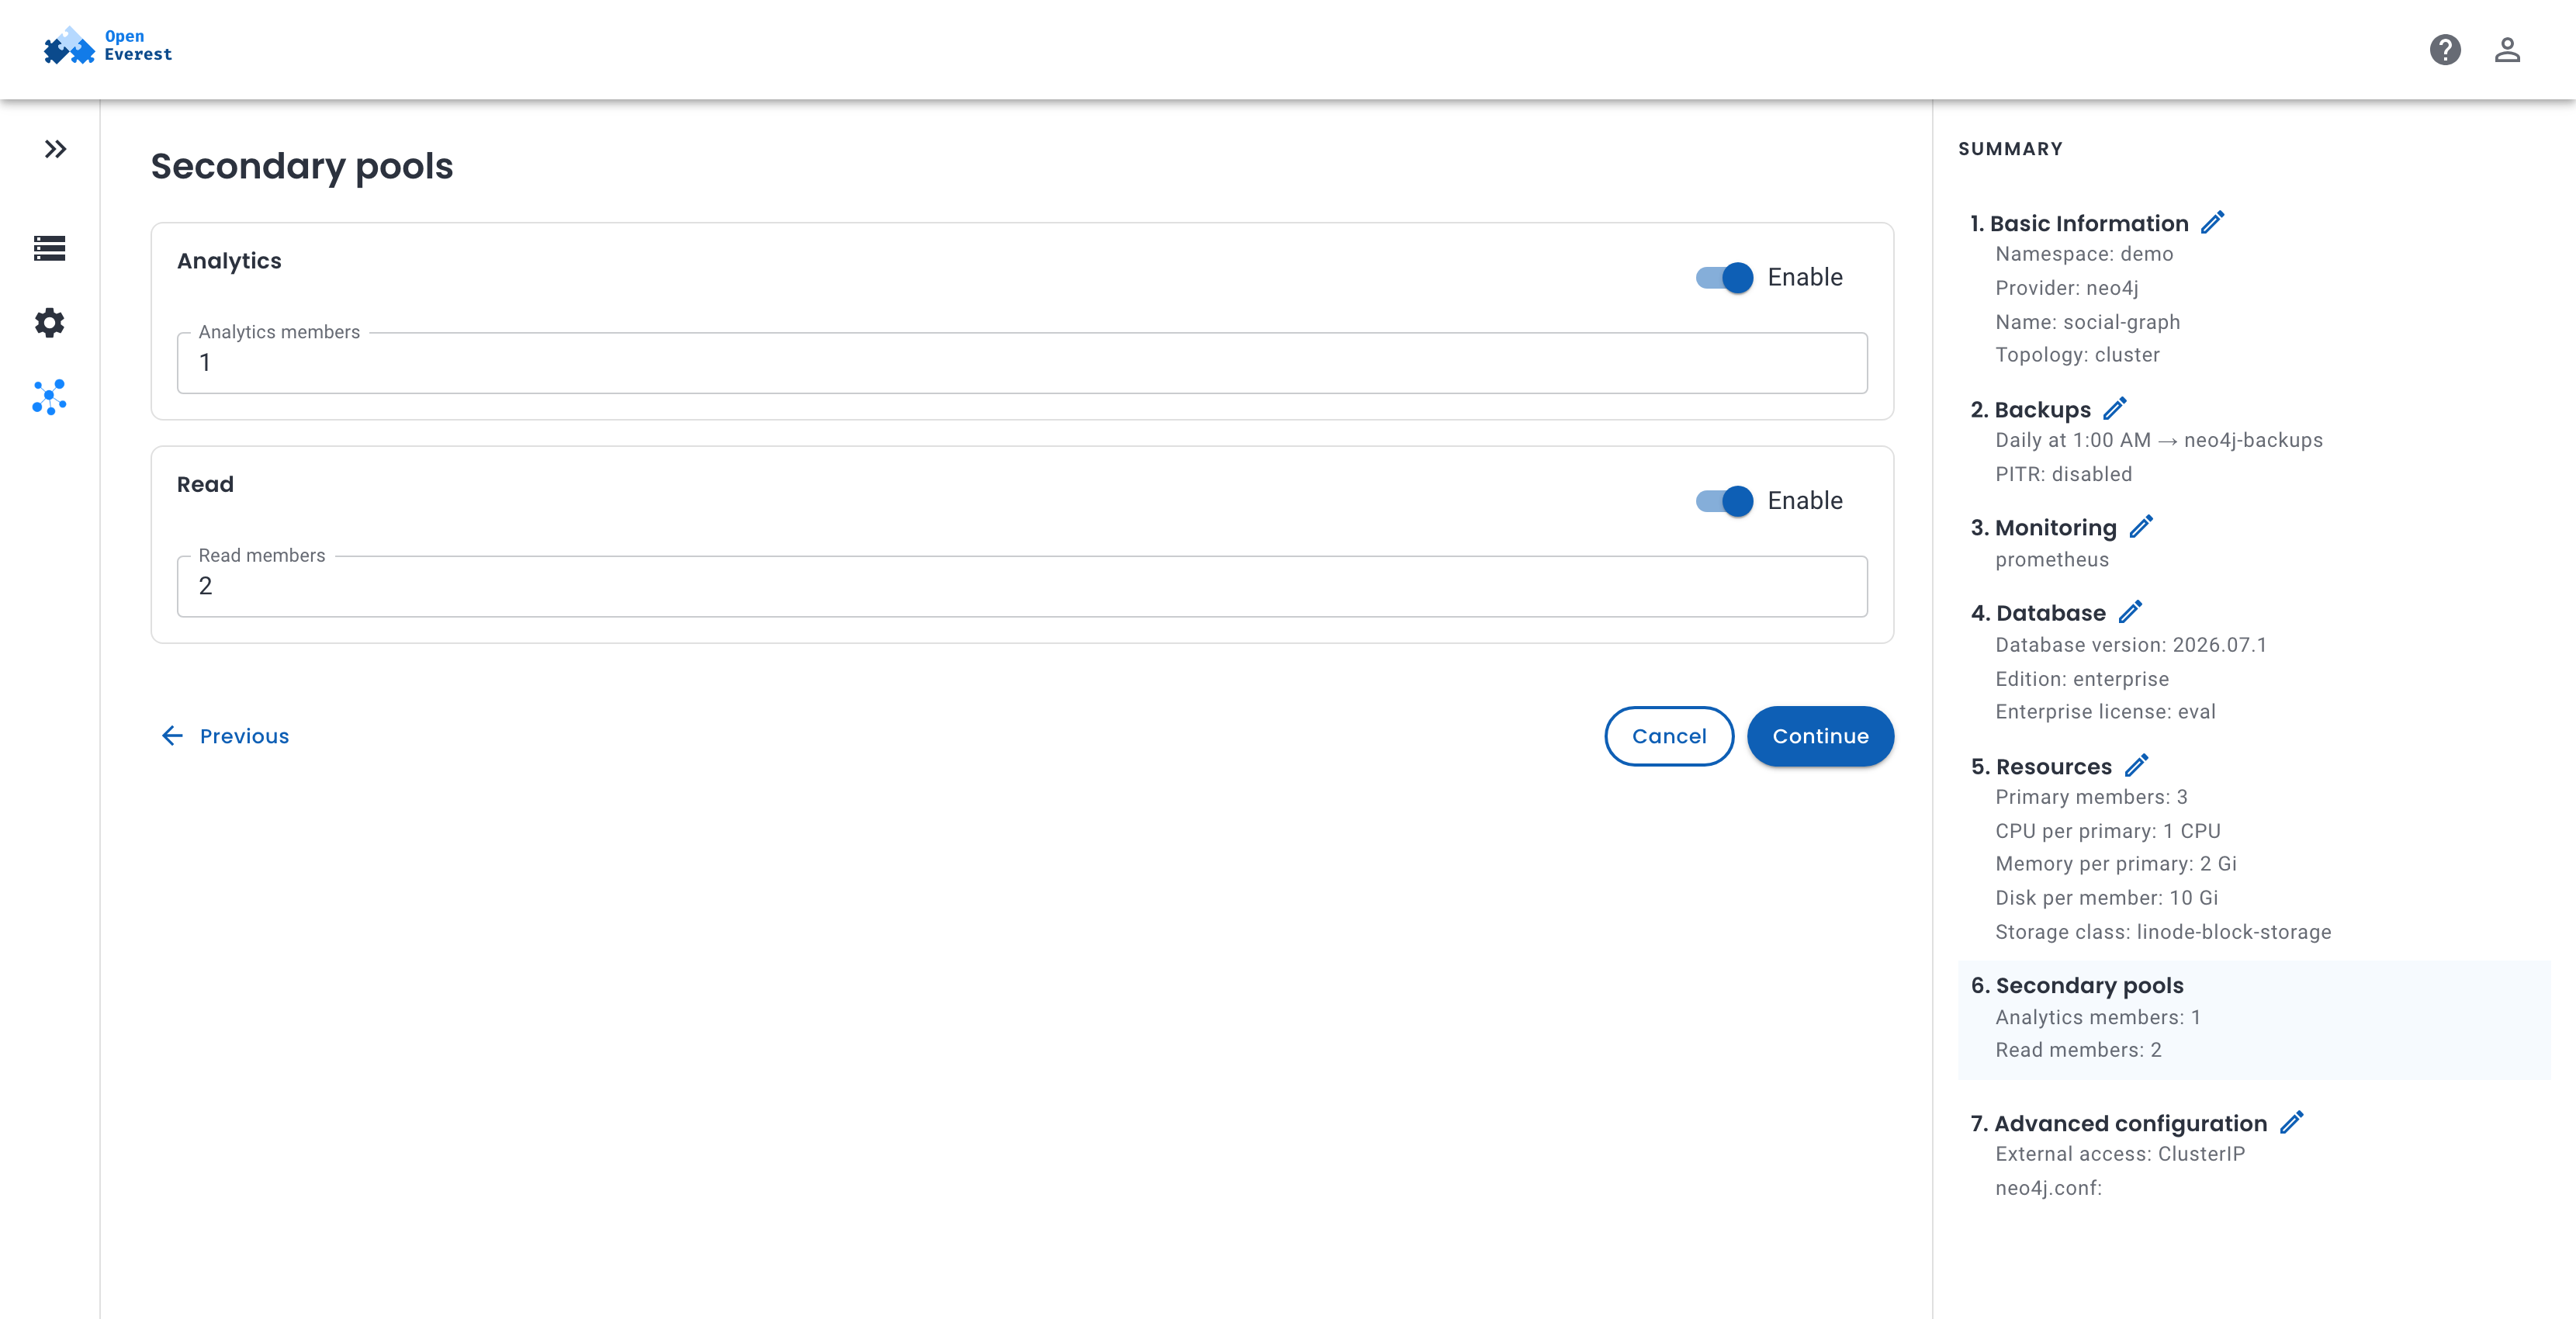 Open
Everest
Secondary pools
Analytics
Enable
Analytics members
1
Read
Enable
Read members
2
Previous
Cancel
Continue
SUMMARY
1. Basic Information
Namespace: demo
Provider: neo4j
Name: social-graph
Topology: cluster
2. Backups
Daily at 1:00 AM → neo4j-backups
PITR: disabled
3. Monitoring
prometheus
4. Database
Database version: 2026.07.1
Edition: enterprise
Enterprise license: eval
5. Resources
Primary members: 3
CPU per primary: 1 CPU
Memory per primary: 2 Gi
Disk per member: 10 Gi
Storage class: linode-block-storage
6. Secondary pools
Analytics members: 1
Read members: 2
7. Advanced configuration
External access: ClusterIP
neo4j.conf: